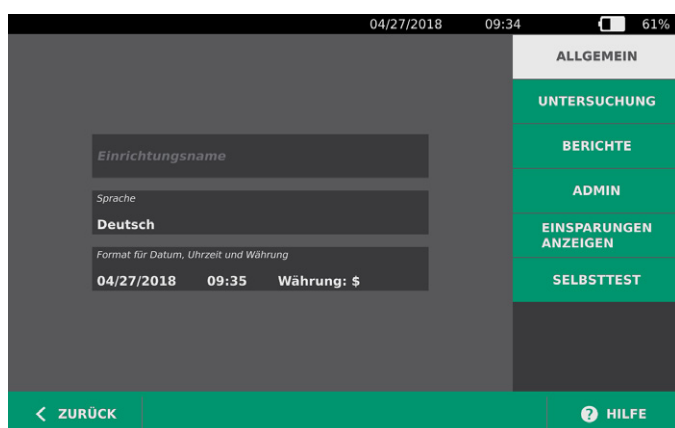 04/27/2018 09:34 61%
ALLGEMEIN
UNTERSUCHUNG
BERICHTE
ADMIN
EINSPARUNGEN
ANZEIGEN
SELBSTTEST
Einrichtungsname
Sprache
Deutsch
Format für Datum, Uhrzeit und Währung
04/27/2018 09:35 Währung: $
ZURÜCK
? HILFE